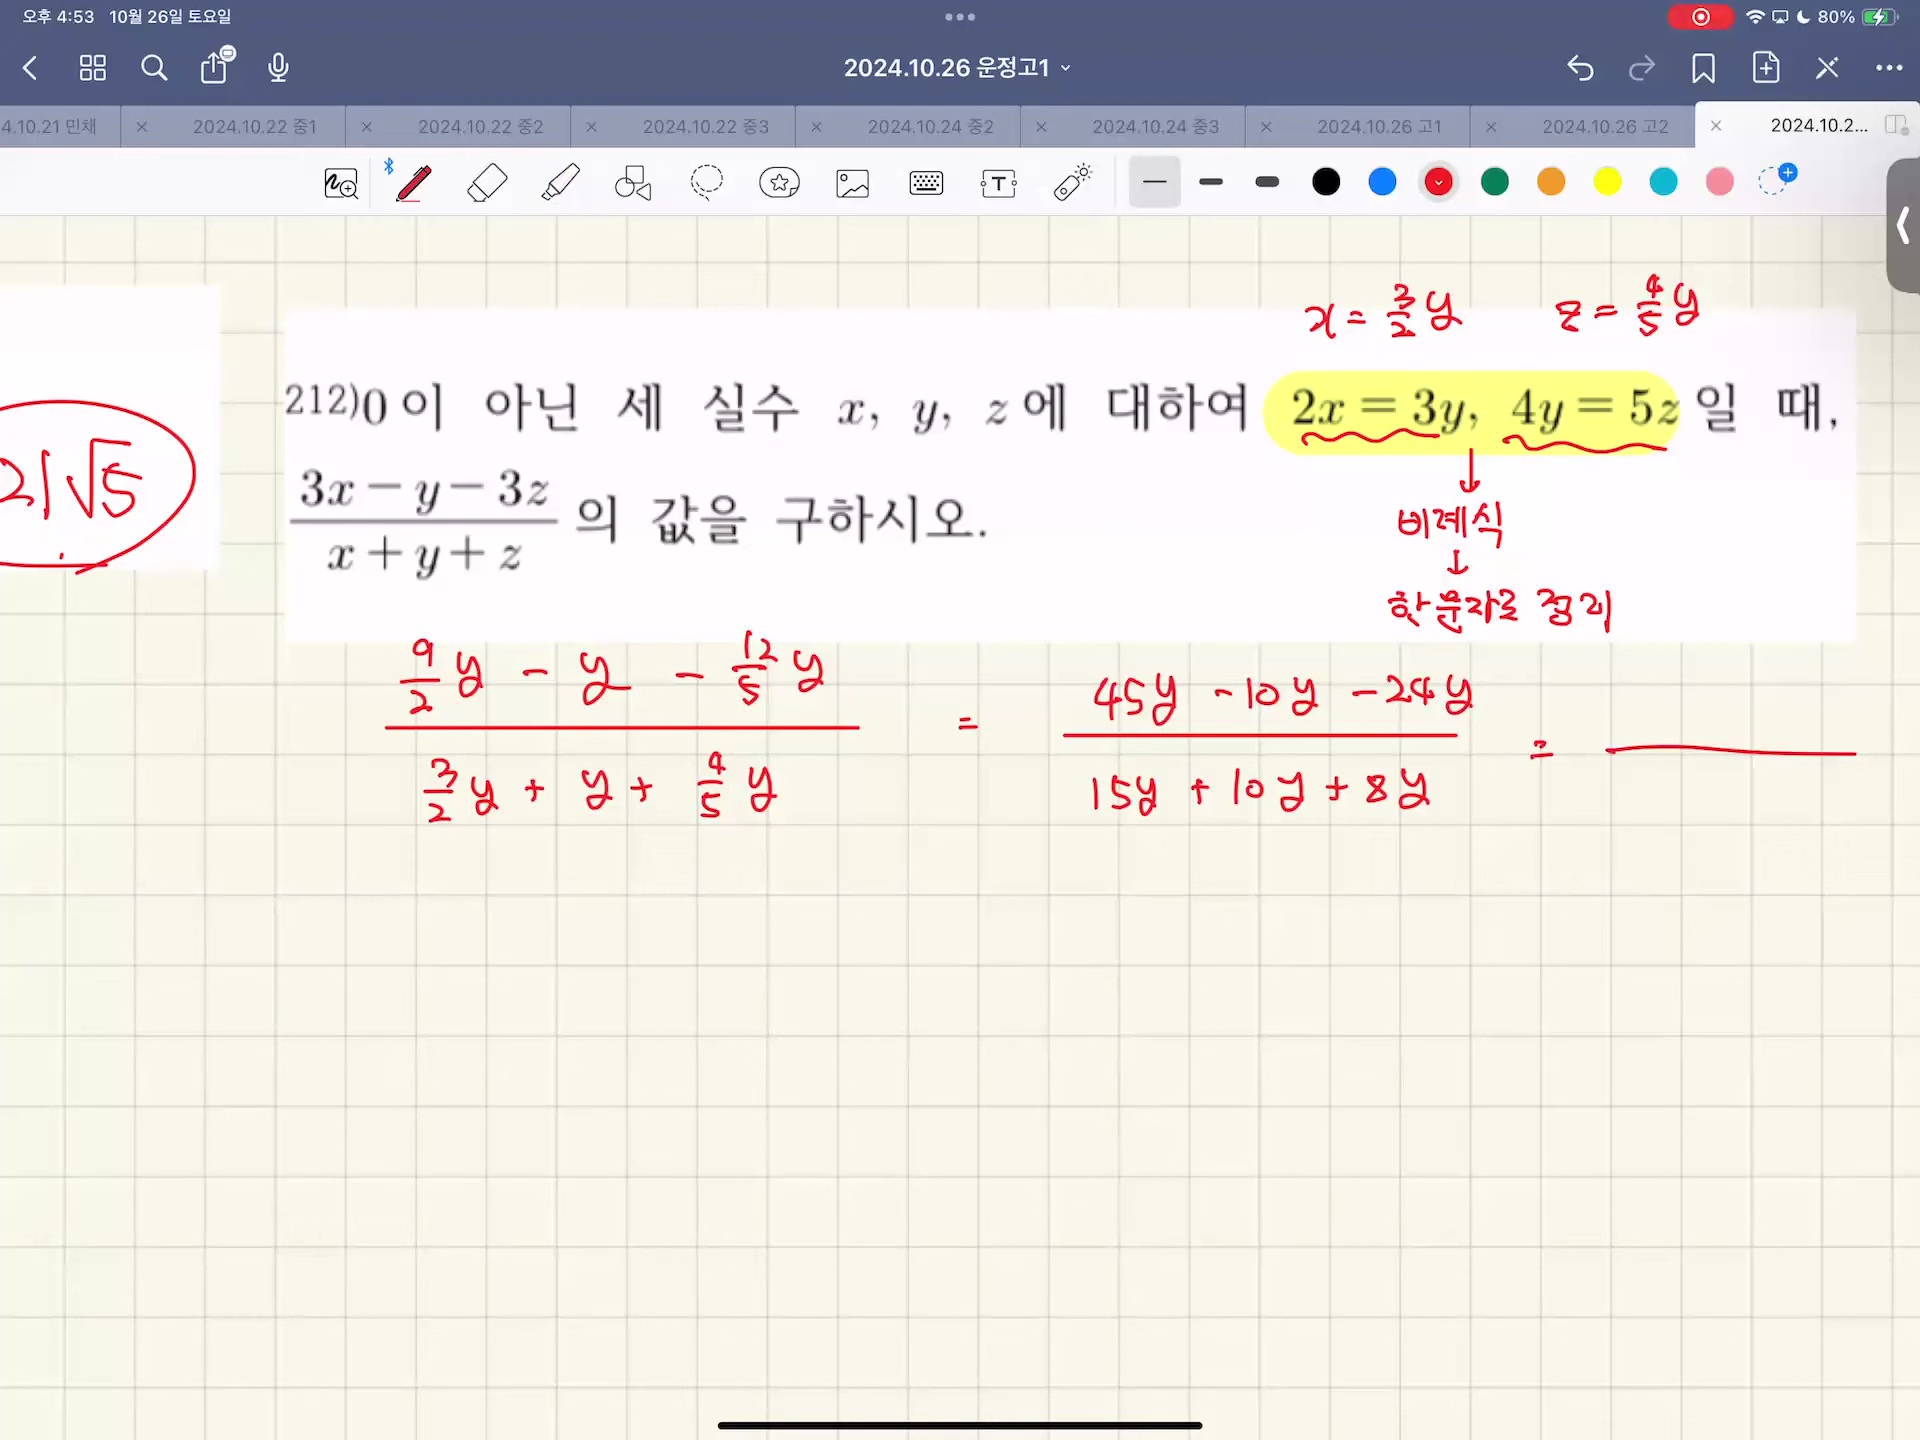 오후 4:53 10월 26일 토요일
80%
2024.10.26 운정고1
4.10.21 민채
2024.10.22 중1
2024.10.22 중2
2024.10.22 중3
2024.10.24 중2
2024.10.24 중3
2024.10.26 고1
2024.10.26 고2
2024.10.2...
x = 3/2 y z = 4/5 y
212)0이 아닌 세 실수 x, y, z에 대하여 2x = 3y, 4y = 5z일 때,
(3x − y − 3z)/(x + y + z) 의 값을 구하시오.
21√5
↓
비례식
↓
한 문자로 정리
(9/2 y - y - 12/5 y)/(3/2 y + y + 4/5 y) = (45y - 10y - 24y)/(15y + 10y + 8y) =